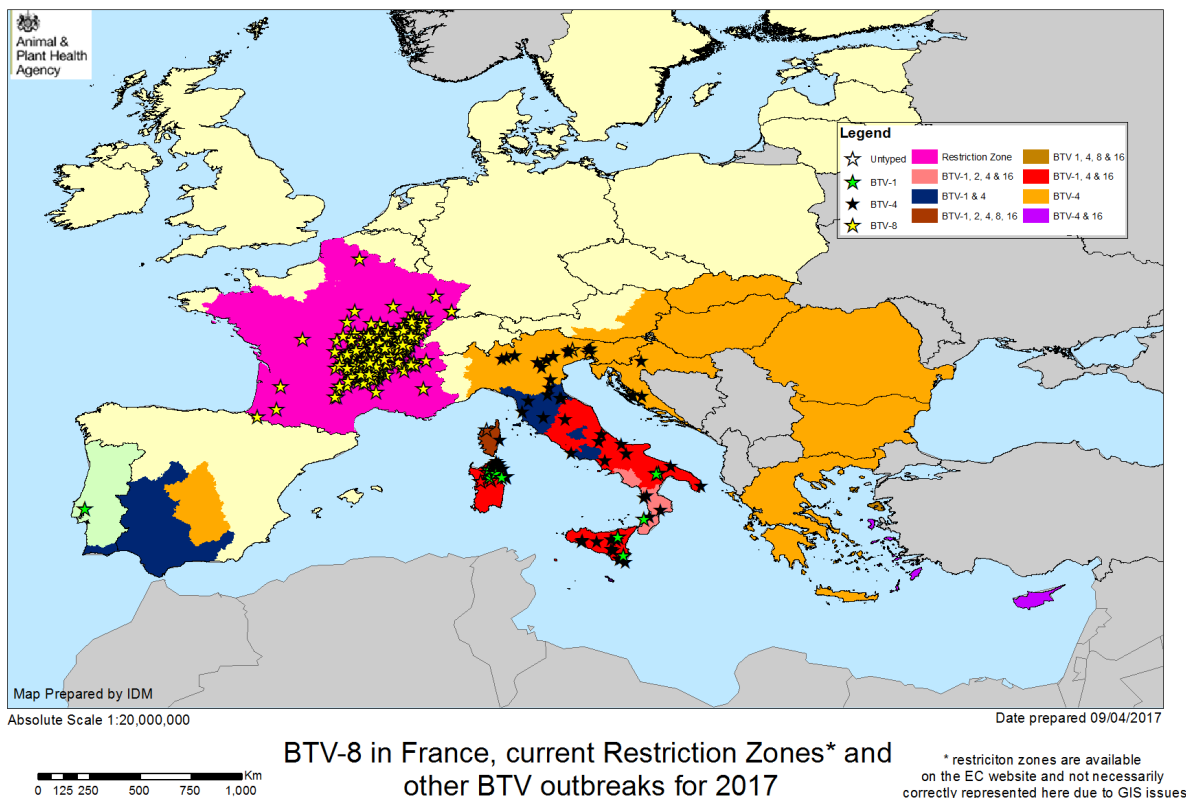 Animal &
Plant Health
Agency
Legend
Untyped
BTV-1
BTV-4
BTV-8
Restriction Zone
BTV-1, 2, 4 & 16
BTV-1 & 4
BTV-1, 2, 4, 8, 16
BTV 1, 4, 8 & 16
BTV-1, 4 & 16
BTV-4
BTV-4 & 16
Map Prepared by IDM
Absolute Scale 1:20,000,000
Date prepared 09/04/2017
BTV-8 in France, current Restriction Zones* and
other BTV outbreaks for 2017
Km
0 125 250 500 750 1,000
* restriciton zones are available
on the EC website and not necessarily
correctly represented here due to GIS issues